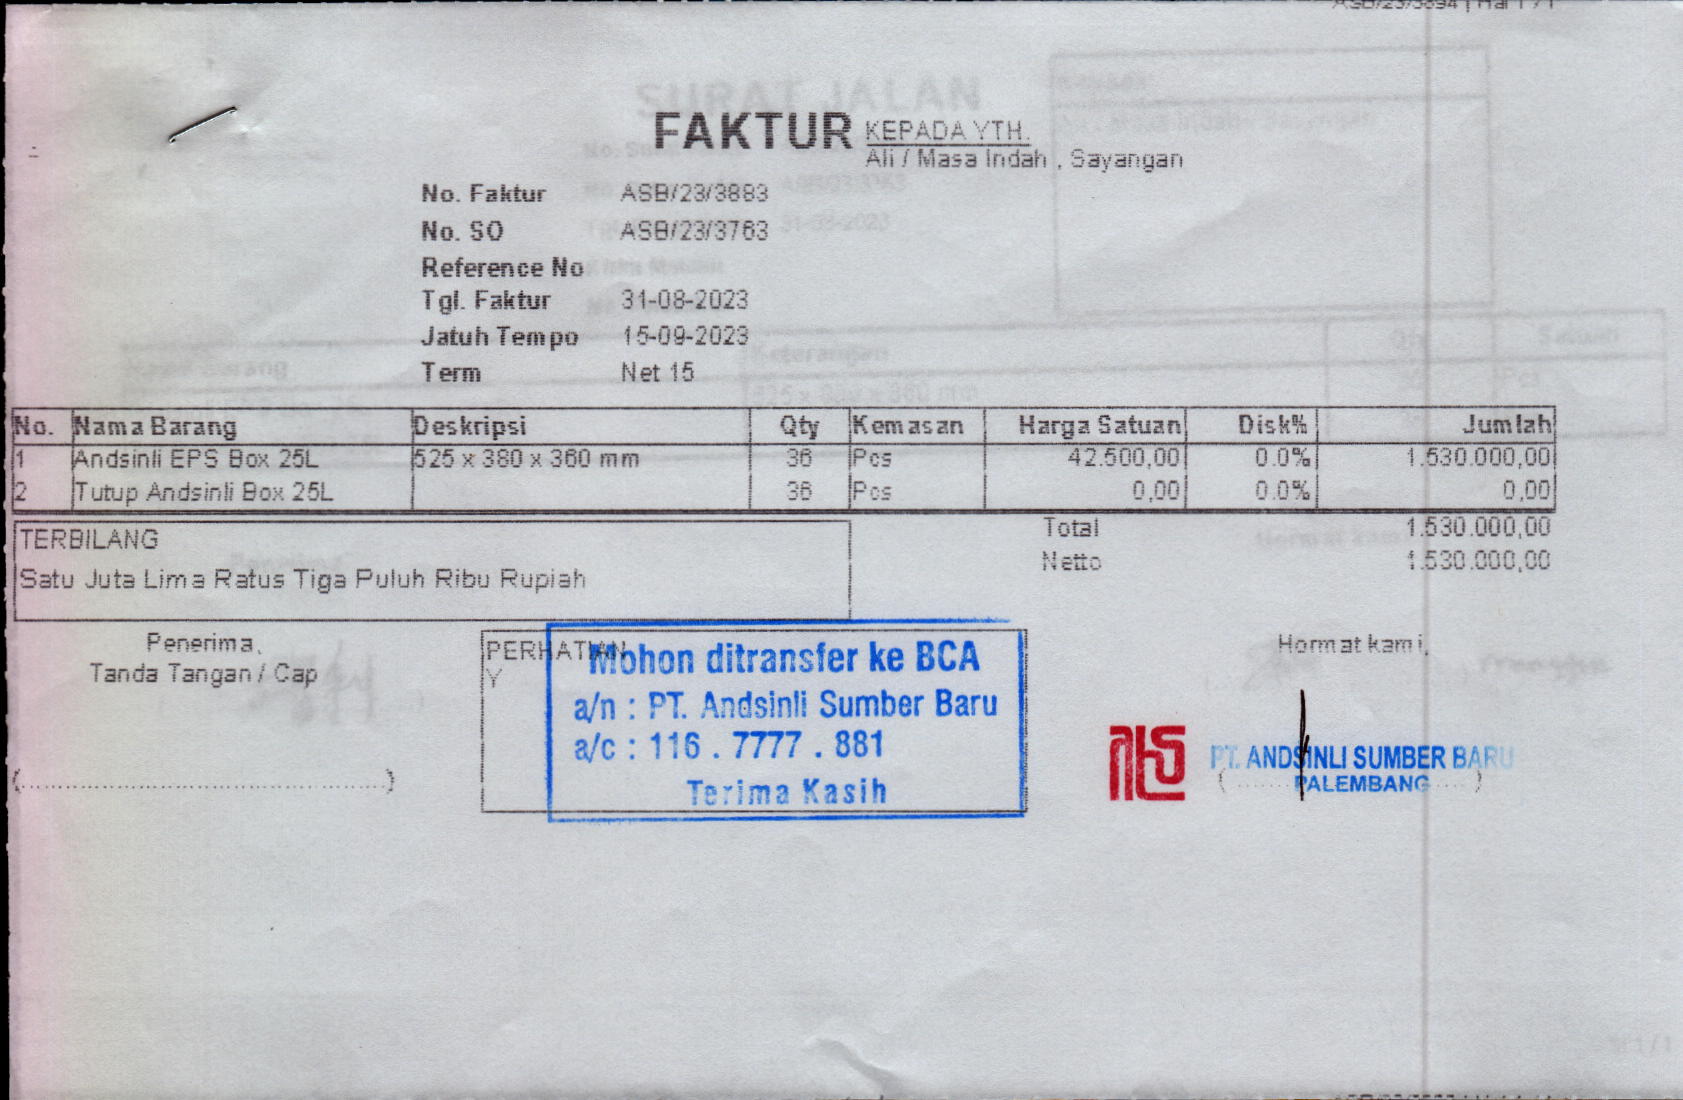 FAKTUR
KEPADA YTH.
Ali / Masa Indah , Sayangan
No. Faktur ASB/23/3883
No. SO ASB/23/3763
Reference No
Tgl. Faktur 31-08-2023
Jatuh Tempo 15-09-2023
Term Net 15
No. Nama Barang Deskripsi Qty Kemasan Harga Satuan Disk% Jumlah
1 Andsinli EPS Box 25L 525 x 380 x 360 mm 36 Pcs 42.500,00 0.0% 1.530.000,00
2 Tutup Andsinli Box 25L 36 Pcs 0,00 0.0% 0,00
Total 1.530.000,00
Netto 1.530.000,00
TERBILANG
Satu Juta Lima Ratus Tiga Puluh Ribu Rupiah
Penerima,
Tanda Tangan / Cap
(..........................................)
PERHATIAN
Y
Mohon ditransfer ke BCA
a/n : PT. Andsinli Sumber Baru
a/c : 116 . 7777 . 881
Terima Kasih
Hormat kami,
PT. ANDSINLI SUMBER BARU
PALEMBANG
SURAT JALAN